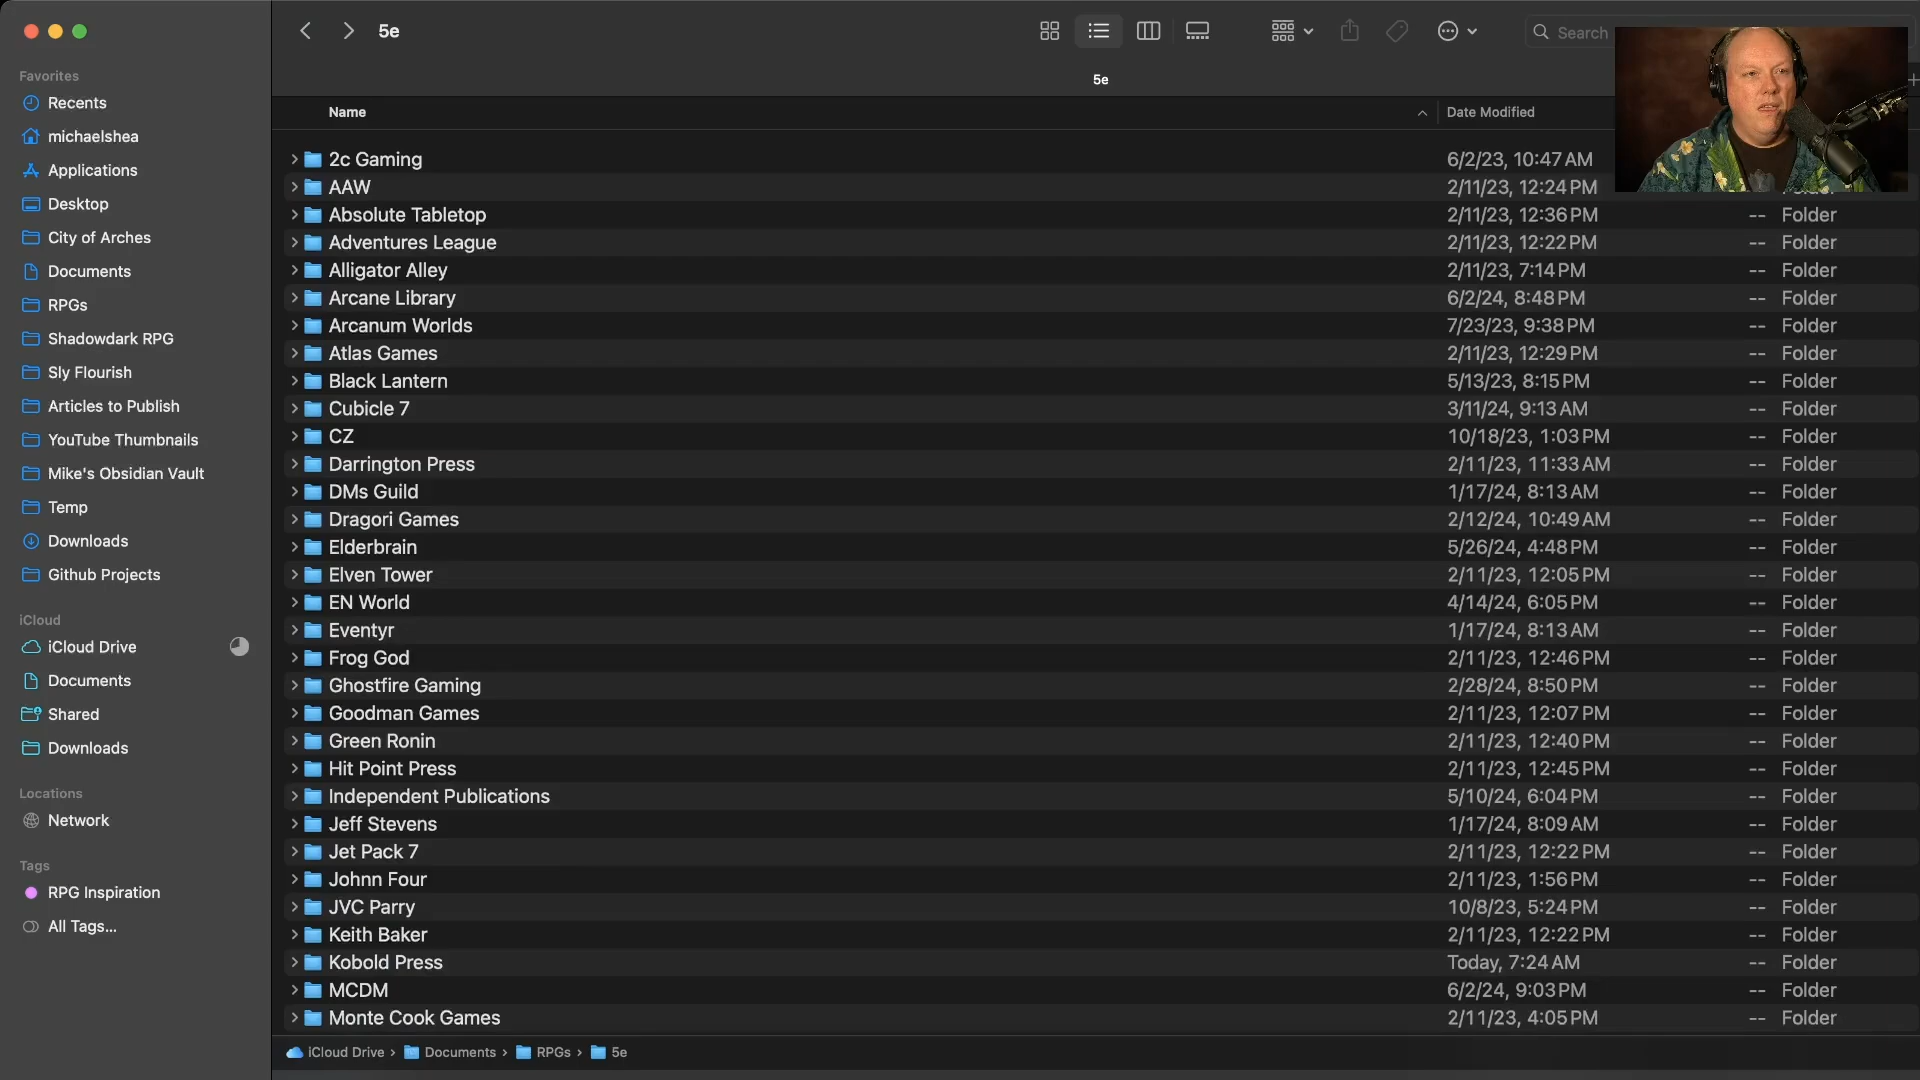 5e
Search
5e
Name
Date Modified
Favorites
Recents
michaelshea
Applications
Desktop
City of Arches
Documents
RPGs
Shadowdark RPG
Sly Flourish
Articles to Publish
YouTube Thumbnails
Mike's Obsidian Vault
Temp
Downloads
Github Projects
iCloud
iCloud Drive
Documents
Shared
Downloads
Locations
Network
Tags
RPG Inspiration
All Tags...
2c Gaming 6/2/23, 10:47 AM
AAW 2/11/23, 12:24 PM
Absolute Tabletop 2/11/23, 12:36 PM -- Folder
Adventures League 2/11/23, 12:22 PM -- Folder
Alligator Alley 2/11/23, 7:14 PM -- Folder
Arcane Library 6/2/24, 8:48 PM -- Folder
Arcanum Worlds 7/23/23, 9:38 PM -- Folder
Atlas Games 2/11/23, 12:29 PM -- Folder
Black Lantern 5/13/23, 8:15 PM -- Folder
Cubicle 7 3/11/24, 9:13 AM -- Folder
CZ 10/18/23, 1:03 PM -- Folder
Darrington Press 2/11/23, 11:33 AM -- Folder
DMs Guild 1/17/24, 8:13 AM -- Folder
Dragori Games 2/12/24, 10:49 AM -- Folder
Elderbrain 5/26/24, 4:48 PM -- Folder
Elven Tower 2/11/23, 12:05 PM -- Folder
EN World 4/14/24, 6:05 PM -- Folder
Eventyr 1/17/24, 8:13 AM -- Folder
Frog God 2/11/23, 12:46 PM -- Folder
Ghostfire Gaming 2/28/24, 8:50 PM -- Folder
Goodman Games 2/11/23, 12:07 PM -- Folder
Green Ronin 2/11/23, 12:40 PM -- Folder
Hit Point Press 2/11/23, 12:45 PM -- Folder
Independent Publications 5/10/24, 6:04 PM -- Folder
Jeff Stevens 1/17/24, 8:09 AM -- Folder
Jet Pack 7 2/11/23, 12:22 PM -- Folder
Johnn Four 2/11/23, 1:56 PM -- Folder
JVC Parry 10/8/23, 5:24 PM -- Folder
Keith Baker 2/11/23, 12:22 PM -- Folder
Kobold Press Today, 7:24 AM -- Folder
MCDM 6/2/24, 9:03 PM -- Folder
Monte Cook Games 2/11/23, 4:05 PM -- Folder
iCloud Drive › Documents › RPGs › 5e